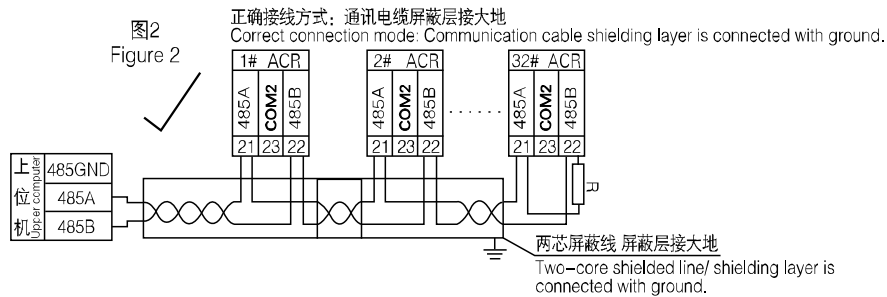 图2
Figure 2
正确接线方式：通讯电缆屏蔽层接大地
Correct connection mode: Communication cable shielding layer is connected with ground.
1# ACR
485A
COM2
485B
21 23 22
2# ACR
485A
COM2
485B
21 23 22
32# ACR
485A
COM2
485B
21 23 22
上位机
Upper computer
485GND
485A
485B
R
两芯屏蔽线 屏蔽层接大地
Two-core shielded line/ shielding layer is
connected with ground.